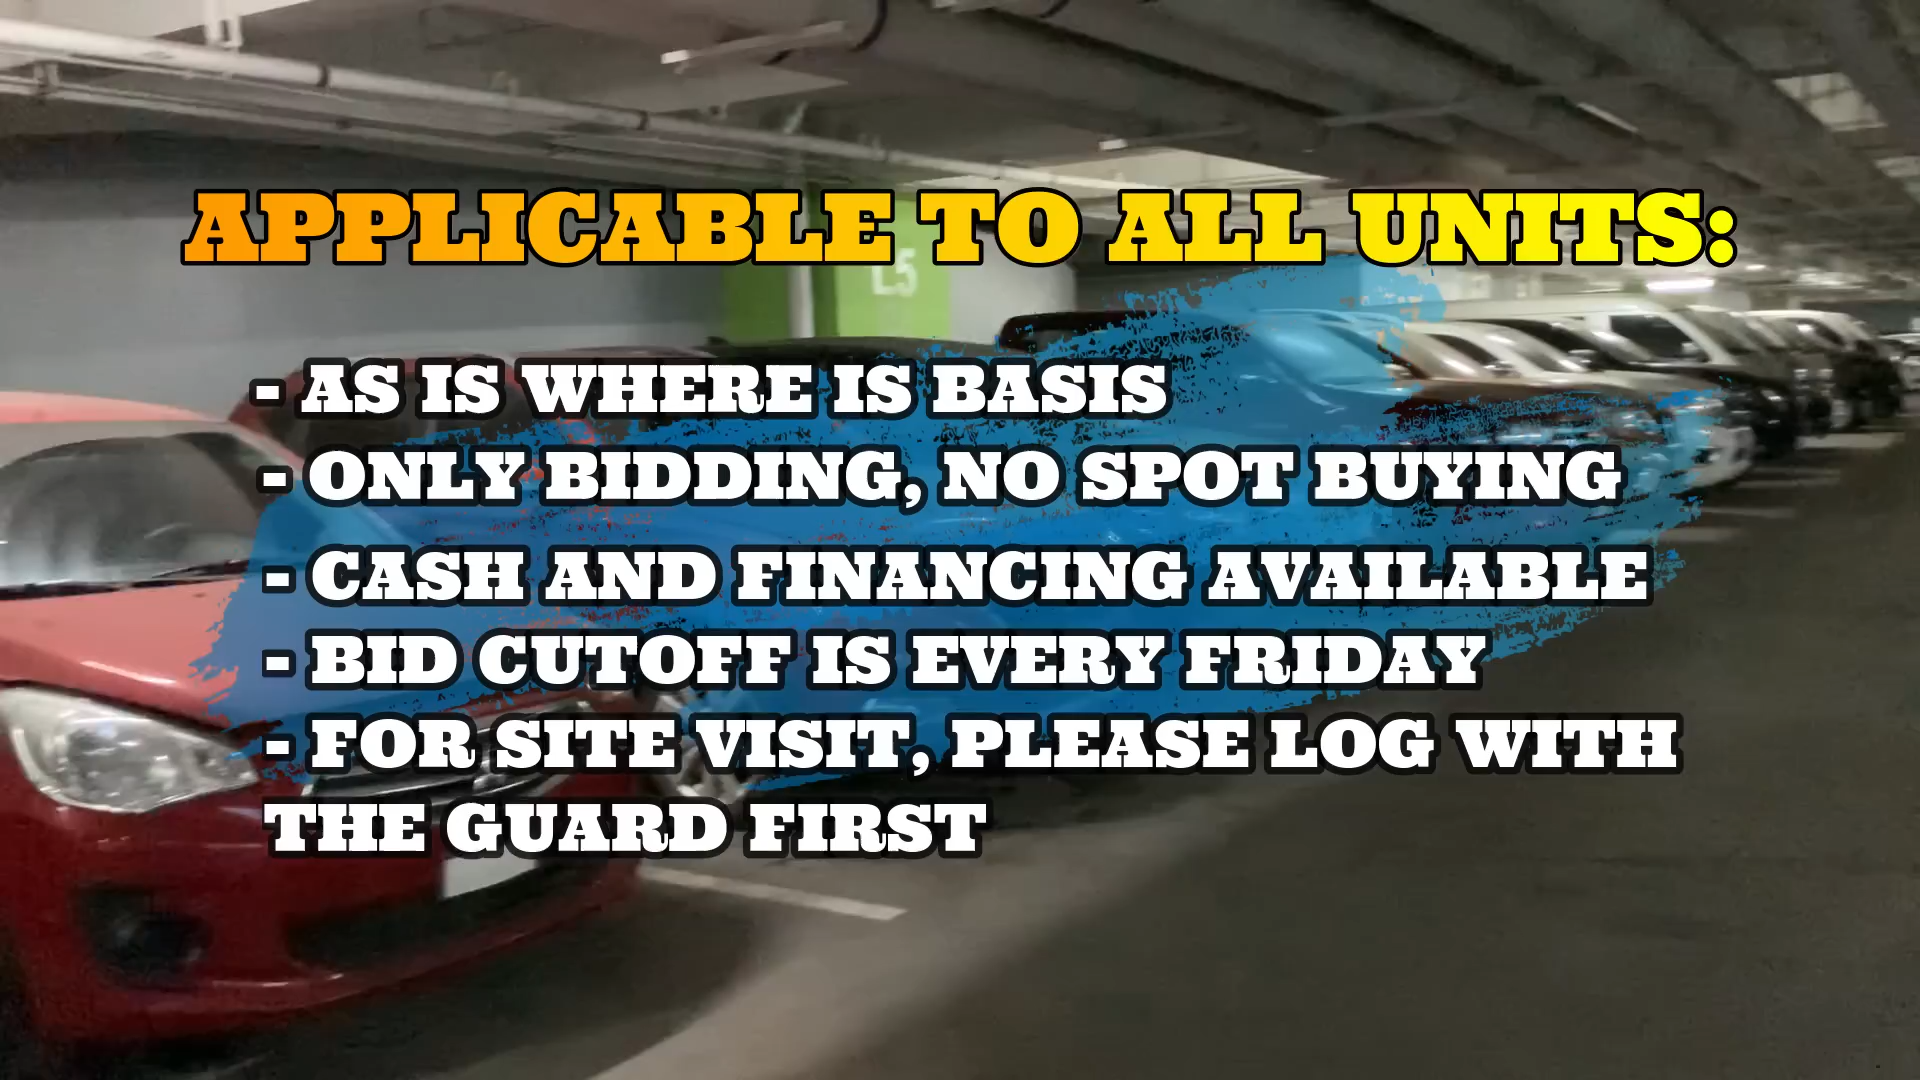 APPLICABLE TO ALL UNITS:
L5
- AS IS WHERE IS BASIS
- ONLY BIDDING, NO SPOT BUYING
- CASH AND FINANCING AVAILABLE
- BID CUTOFF IS EVERY FRIDAY
- FOR SITE VISIT, PLEASE LOG WITH
THE GUARD FIRST